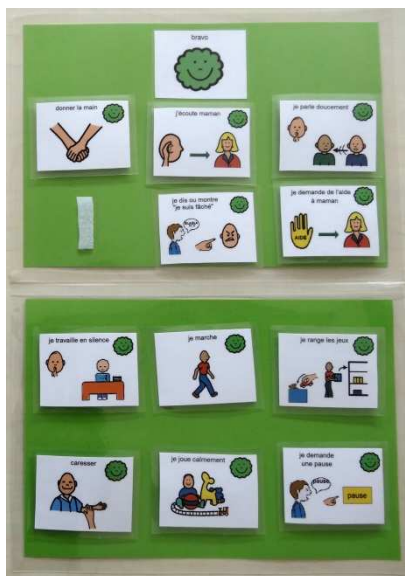 bravo
donner la main
j'écoute maman
je parle doucement
je dis ou montre
"je suis fâché"
je demande de l'aide
à maman
AIDE
je travaille en silence
je marche
je range les jeux
caresser
je joue calmement
je demande
une pause
pause
pause